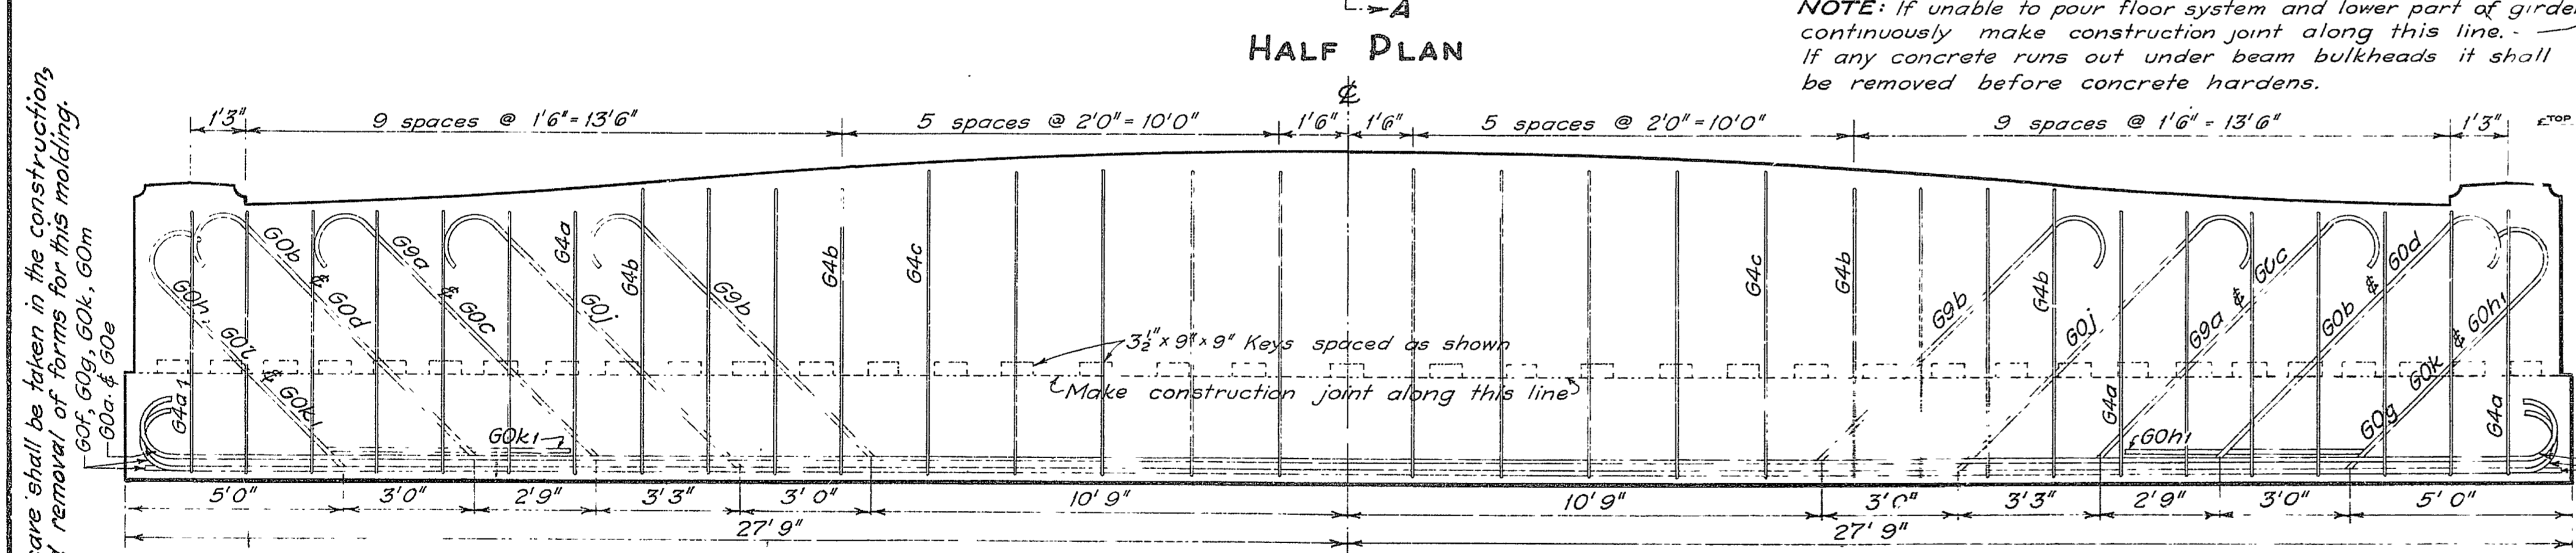 A
HALF PLAN
NOTE: If unable to pour floor system and lower part of girde
continuously make construction joint along this line.-
If any concrete runs out under beam bulkheads it shall
be removed before concrete hardens.
care shall be taken in the construction,
removal of forms for this molding.
G0f, G0g, G0k, G0m
G0a. & G0e
℄
1'3" 9 spaces @ 1'6"=13'6" 5 spaces @ 2'0"=10'0" 1'6" 1'6" 5 spaces @ 2'0"=10'0" 9 spaces @ 1'6"=13'6" 1'3"
TOP
G0h G0b & G0d G9a & G0c G4a G0j G4b G9b G4b G4c G4c G4b G9b G4b G0j G9a & G0c G0b & G0d G0k & G0h1
G0l & G0k1
3½"x9"x9" Keys spaced as shown
Make construction joint along this line
G4a1 G0k1 G4a G0h1 G0g G4a
5'0" 3'0" 2'9" 3'3" 3'0" 10'9" 10'9" 3'0" 3'3" 2'9" 3'0" 5'0"
27'9" 27'9"